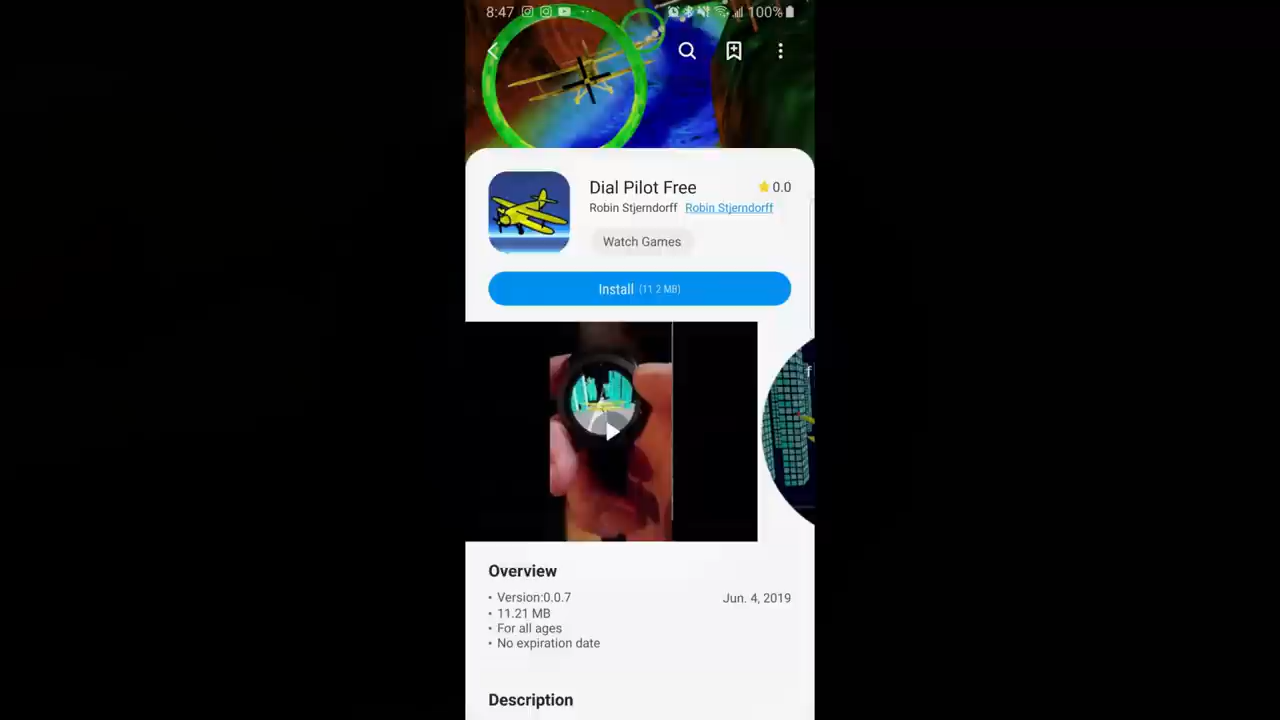 8:47 100%
Dial Pilot Free 0.0
Robin Stjerndorff Robin Stjerndorff
Watch Games
Install (11.2 MB)
Overview
• Version:0.0.7 Jun. 4, 2019
• 11.21 MB
• For all ages
• No expiration date
Description